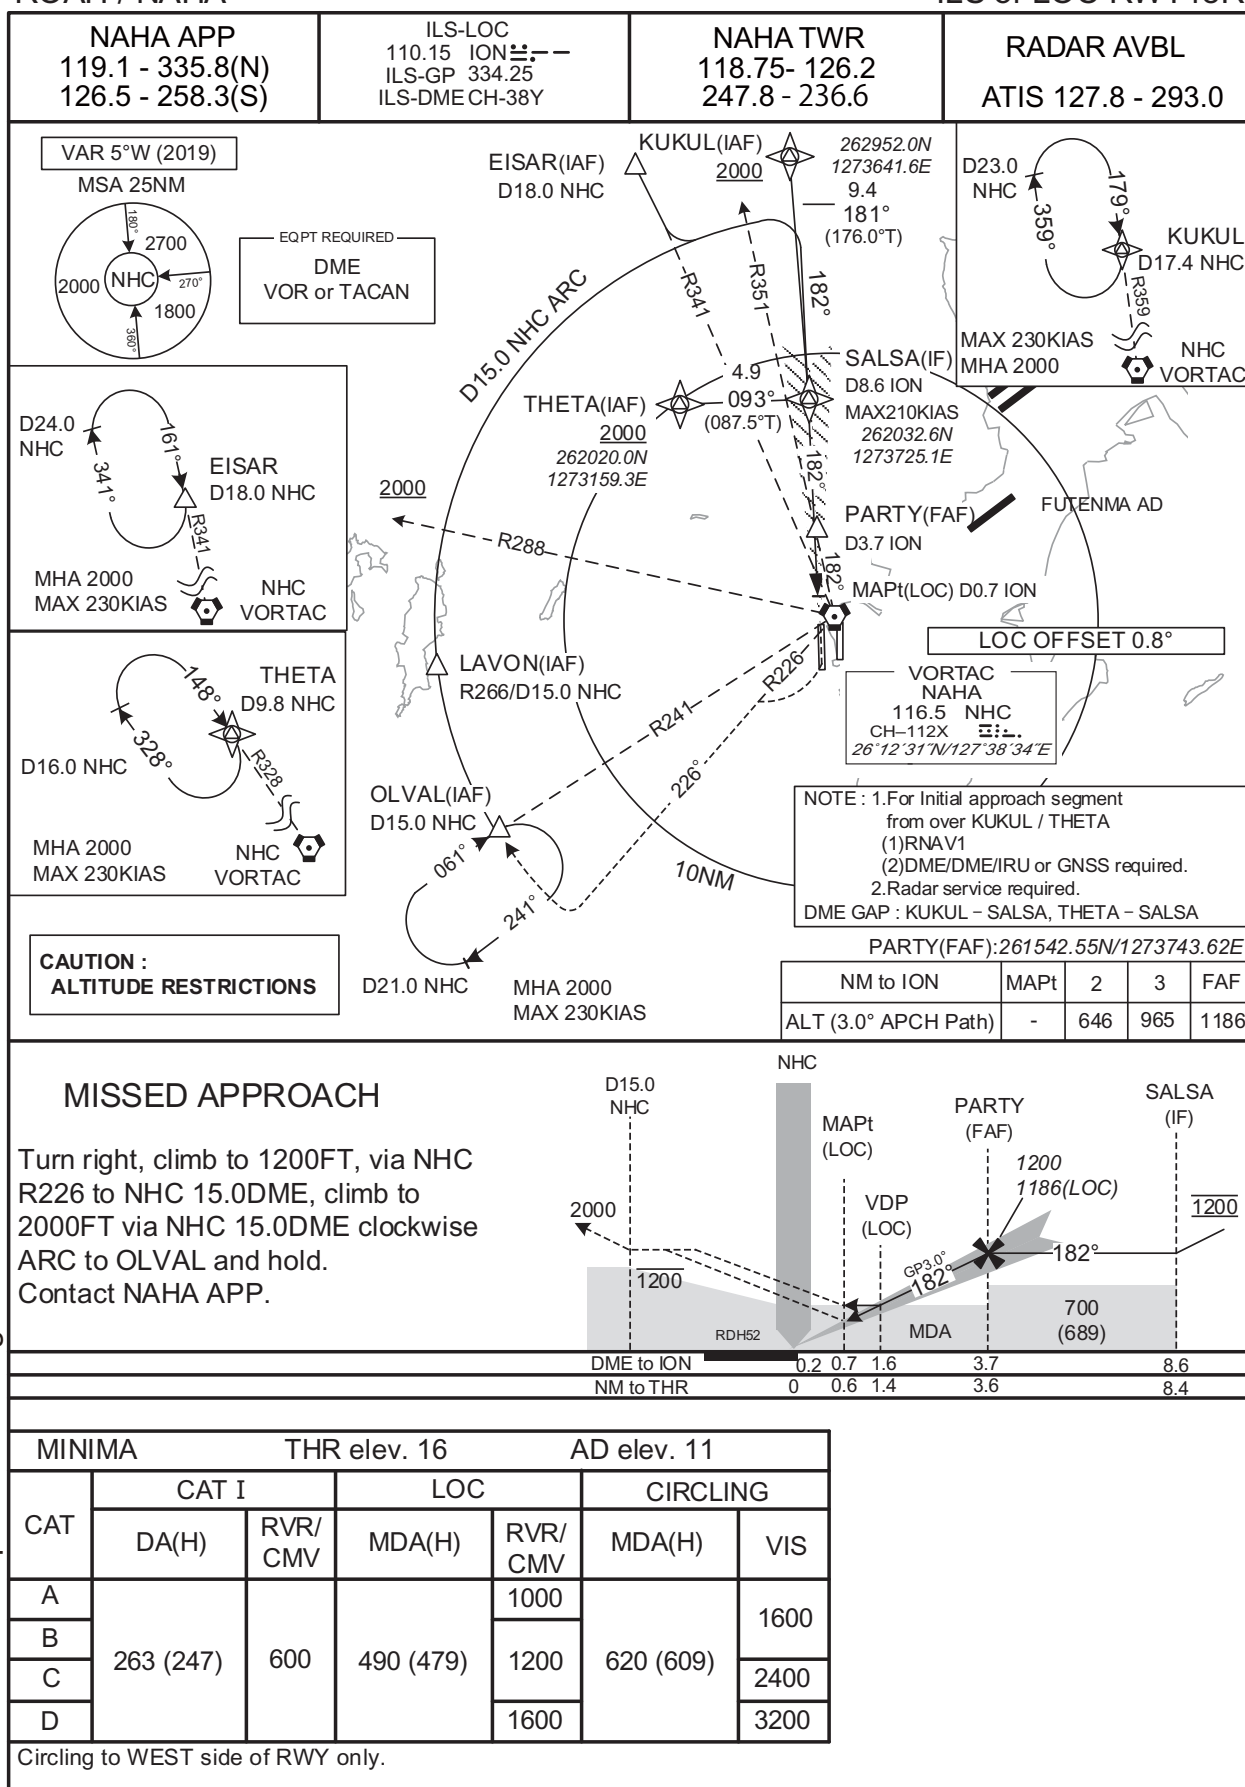 NAHA APP
119.1 - 335.8(N)
126.5 - 258.3(S)
ILS-LOC
110.15 ION
ILS-GP 334.25
ILS-DME CH-38Y
NAHA TWR
118.75- 126.2
247.8 - 236.6
RADAR AVBL
ATIS 127.8 - 293.0
VAR 5°W (2019)
MSA 25NM
180°
2700
2000
NHC
270°
1800
360°
EQPT REQUIRED
DME
VOR or TACAN
EISAR(IAF)
D18.0 NHC
KUKUL(IAF)
2000
262952.0N
1273641.6E
9.4
181°
(176.0°T)
D23.0
NHC
179°
359°
KUKUL
D17.4 NHC
R359
MAX 230KIAS
MHA 2000
NHC
VORTAC
D15.0 NHC ARC
R341
R351
182°
4.9
093°
(087.5°T)
THETA(IAF)
2000
262020.0N
1273159.3E
SALSA(IF)
D8.6 ION
MAX210KIAS
262032.6N
1273725.1E
182°
D24.0
NHC
161°
341°
EISAR
D18.0 NHC
R341
MHA 2000
MAX 230KIAS
NHC
VORTAC
2000
R288
PARTY(FAF)
D3.7 ION
FUTENMA AD
182°
MAPt(LOC) D0.7 ION
LOC OFFSET 0.8°
THETA
D9.8 NHC
148°
328°
D16.0 NHC
R328
MHA 2000
MAX 230KIAS
NHC
VORTAC
LAVON(IAF)
R266/D15.0 NHC
R226
R241
226°
VORTAC
NAHA
116.5 NHC
CH–112X
26°12´31˝N/127°38´34˝E
OLVAL(IAF)
D15.0 NHC
061°
241°
D21.0 NHC
MHA 2000
MAX 230KIAS
10NM
NOTE : 1.For Initial approach segment
from over KUKUL / THETA
(1)RNAV1
(2)DME/DME/IRU or GNSS required.
2.Radar service required.
DME GAP : KUKUL − SALSA, THETA − SALSA
CAUTION :
ALTITUDE RESTRICTIONS
PARTY(FAF):261542.55N/1273743.62E
NM to ION MAPt 2 3 FAF
ALT (3.0° APCH Path) - 646 965 1186
MISSED APPROACH
Turn right, climb to 1200FT, via NHC
R226 to NHC 15.0DME, climb to
2000FT via NHC 15.0DME clockwise
ARC to OLVAL and hold.
Contact NAHA APP.
D15.0
NHC
NHC
MAPt
(LOC)
VDP
(LOC)
PARTY
(FAF)
SALSA
(IF)
1200
1186(LOC)
1200
2000
1200
GP3.0°
182°
182°
RDH52
MDA
700
(689)
DME to ION 0.2 0.7 1.6 3.7 8.6
NM to THR 0 0.6 1.4 3.6 8.4
MINIMA THR elev. 16 AD elev. 11
CAT
CAT I LOC CIRCLING
DA(H) RVR/CMV MDA(H) RVR/CMV MDA(H) VIS
A 1000
1600
B
263 (247) 600 490 (479) 1200 620 (609)
C 2400
D 1600 3200
Circling to WEST side of RWY only.